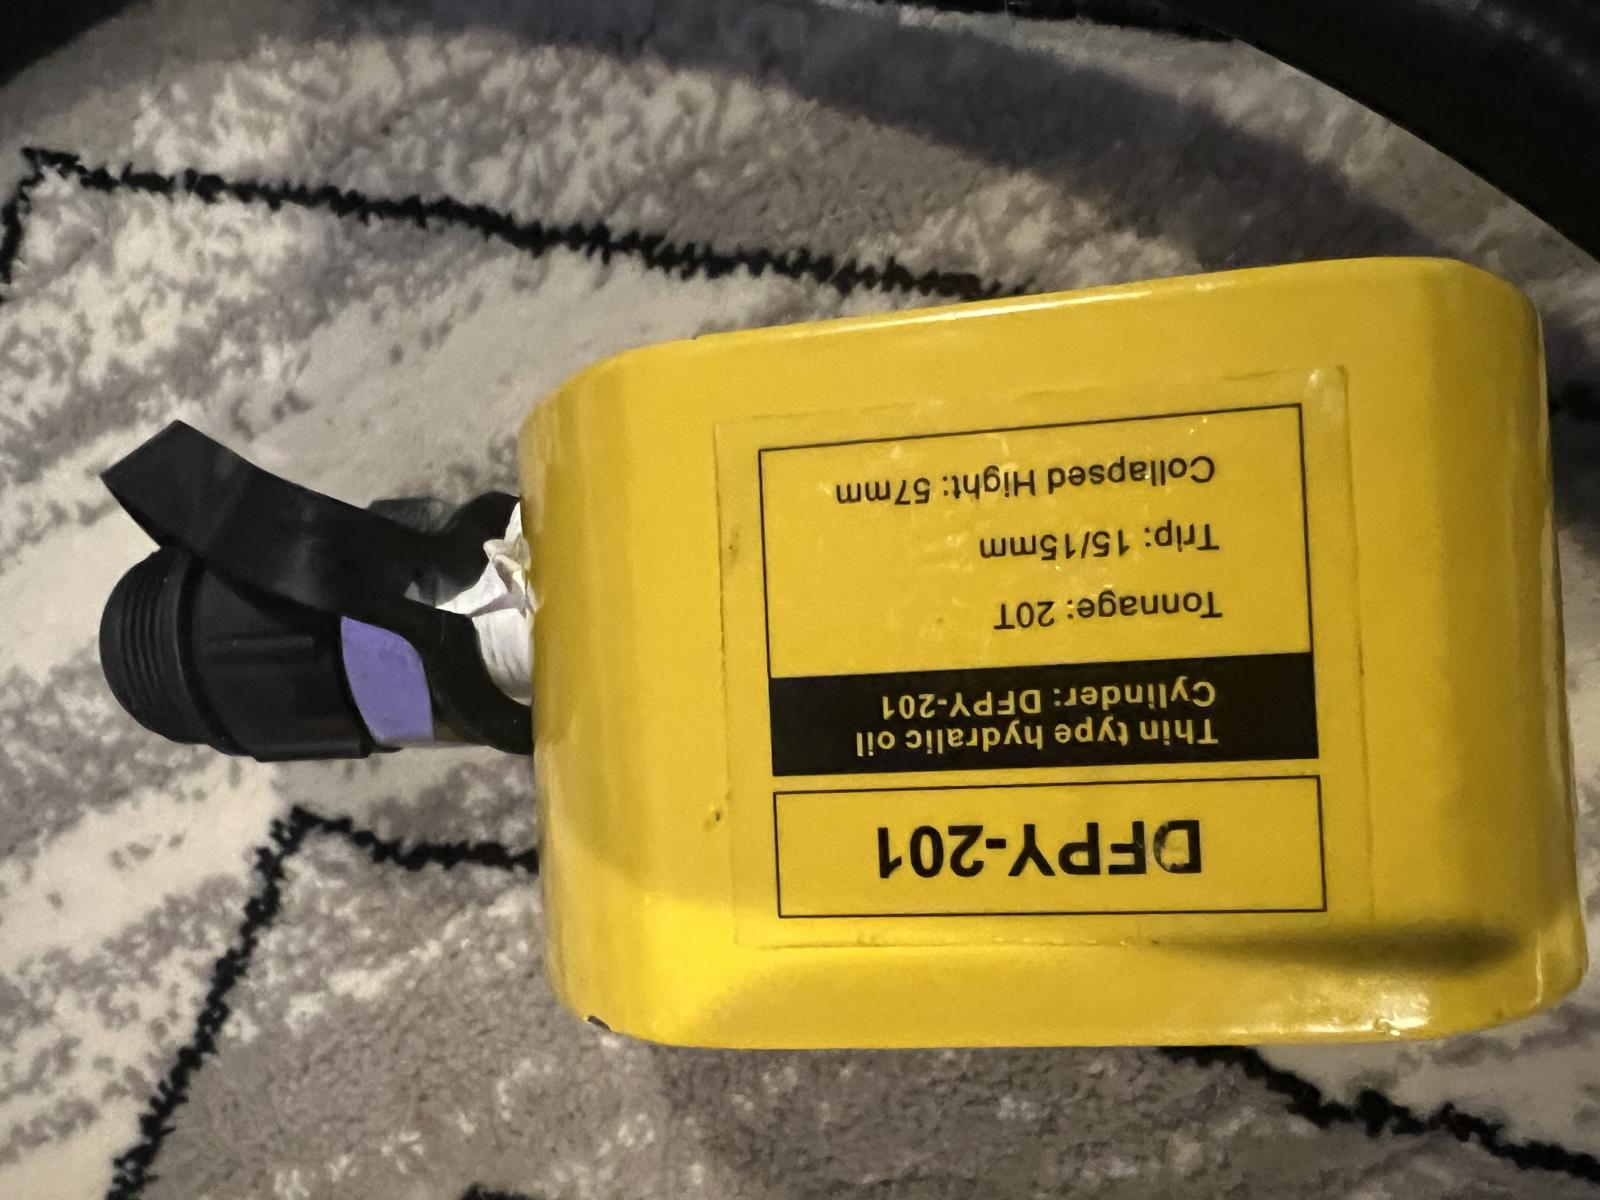 DFPY-201
Thin type hydralic oil
Cylinder: DFPY-201
Tonnage: 20T
Trip: 15/15mm
Collapsed Hight: 57mm